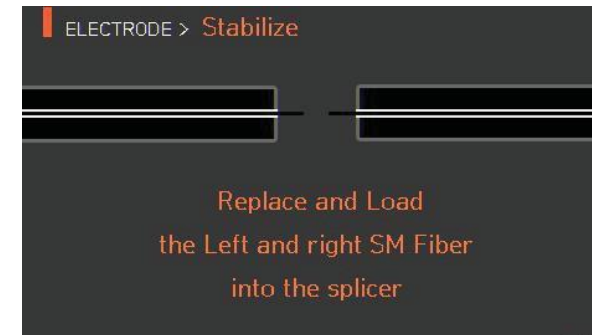 ELECTRODE > Stabilize
Replace and Load
the Left and right SM Fiber
into the splicer